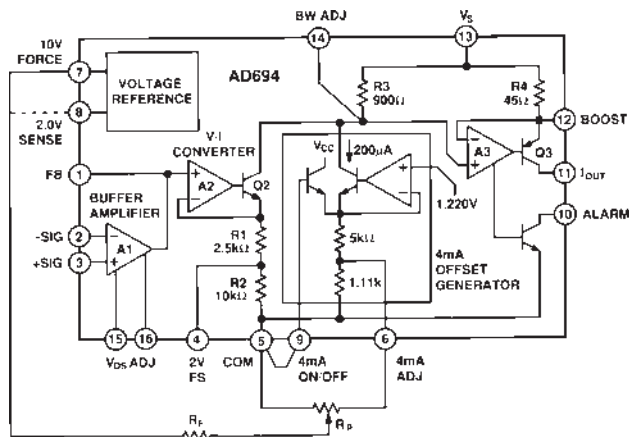 BW ADJ
VS
14
13
10V
FORCE
7
VOLTAGE
REFERENCE
AD694
R3
900Ω
R4
45Ω
8
2.0V
SENSE
12
BOOST
V-I
CONVERTER
VCC
200µA
A3
Q3
FB
1
A2
Q2
11
IOUT
1.220V
BUFFER
AMPLIFIER
10
ALARM
-SIG
2
A1
R1
2.5kΩ
5kΩ
+SIG
3
4mA
OFFSET
GENERATOR
R2
10kΩ
1.11k
15
16
4
5
9
6
VDS ADJ
2V
FS
COM
4mA
ON/OFF
4mA
ADJ
RF
RP